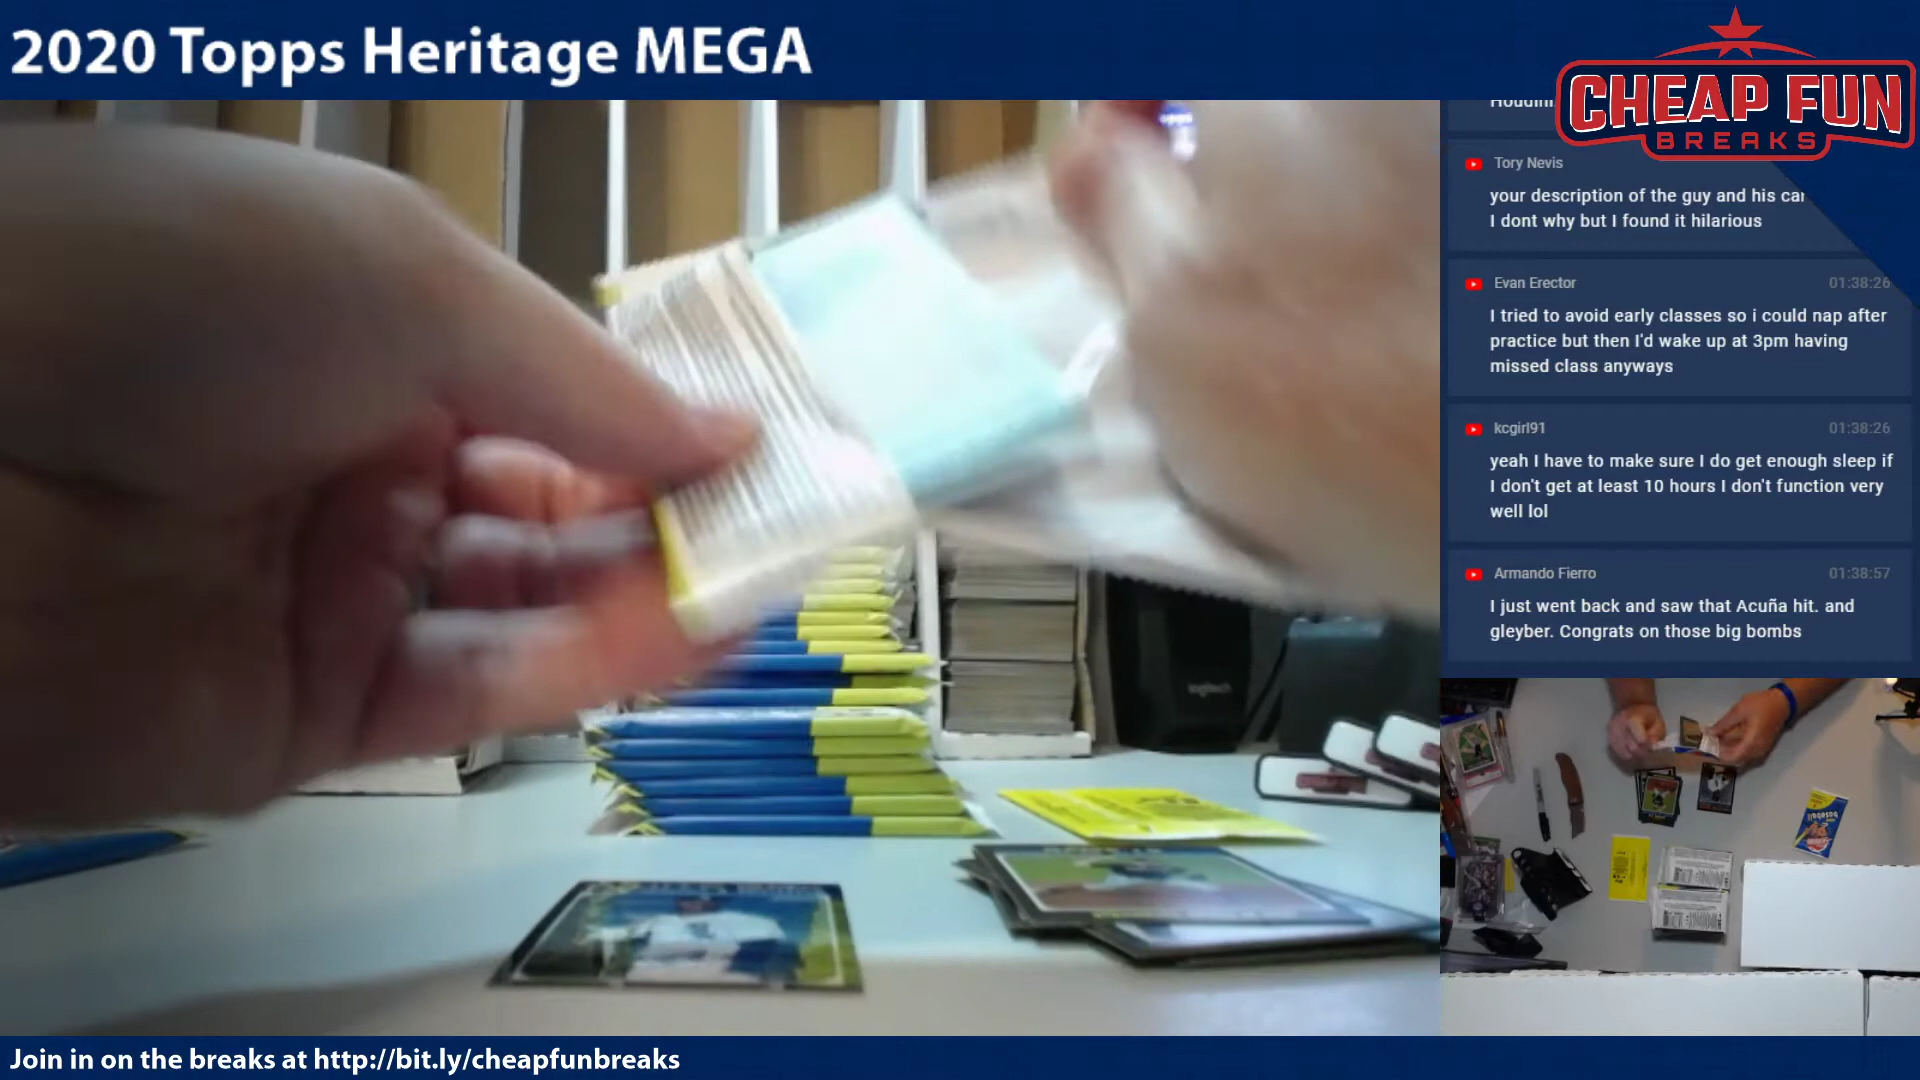 2020 Topps Heritage MEGA
CHEAP FUN
BREAKS
Tory Nevis
your description of the guy and his car
I dont why but I found it hilarious
Evan Erector
01:38:26
I tried to avoid early classes so i could nap after
practice but then I'd wake up at 3pm having
missed class anyways
kcgirl91
01:38:26
yeah I have to make sure I do get enough sleep if
I don't get at least 10 hours I don't function very
well lol
Armando Fierro
01:38:57
I just went back and saw that Acuña hit. and
gleyber. Congrats on those big bombs
logitech
Join in on the breaks at http://bit.ly/cheapfunbreaks